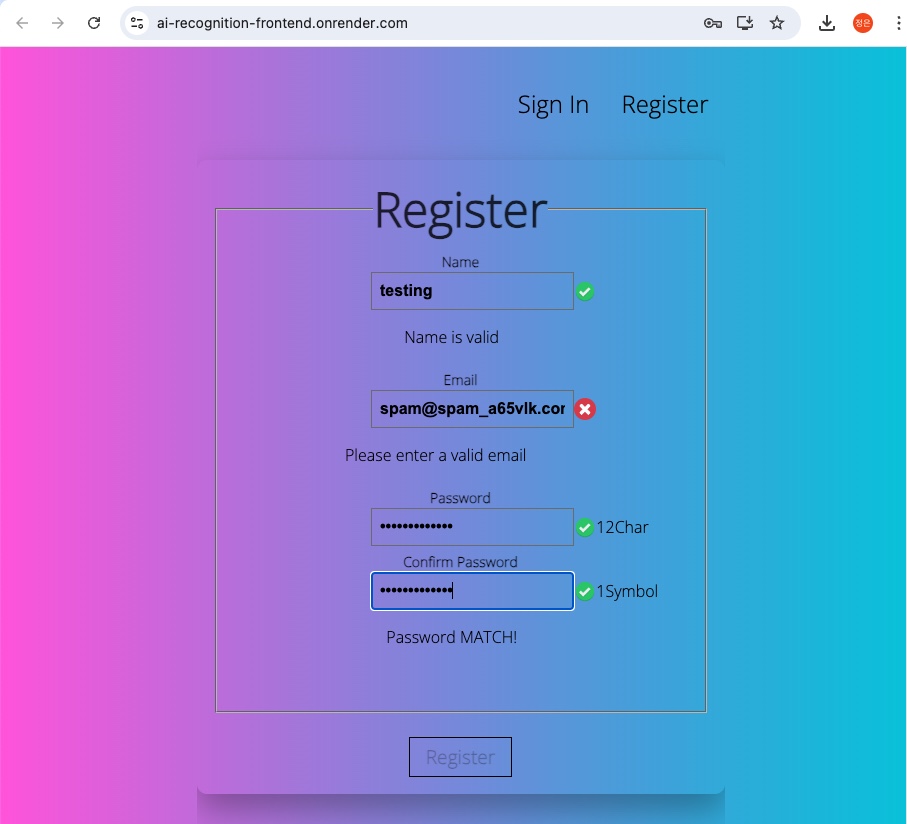 ai-recognition-frontend.onrender.com
정은
Sign In Register
Register
Name
testing
Name is valid
Email
spam@spam_a65vlk.cor
Please enter a valid email
Password
••••••••••••• 12Char
Confirm Password
••••••••••••• 1Symbol
Password MATCH!
Register